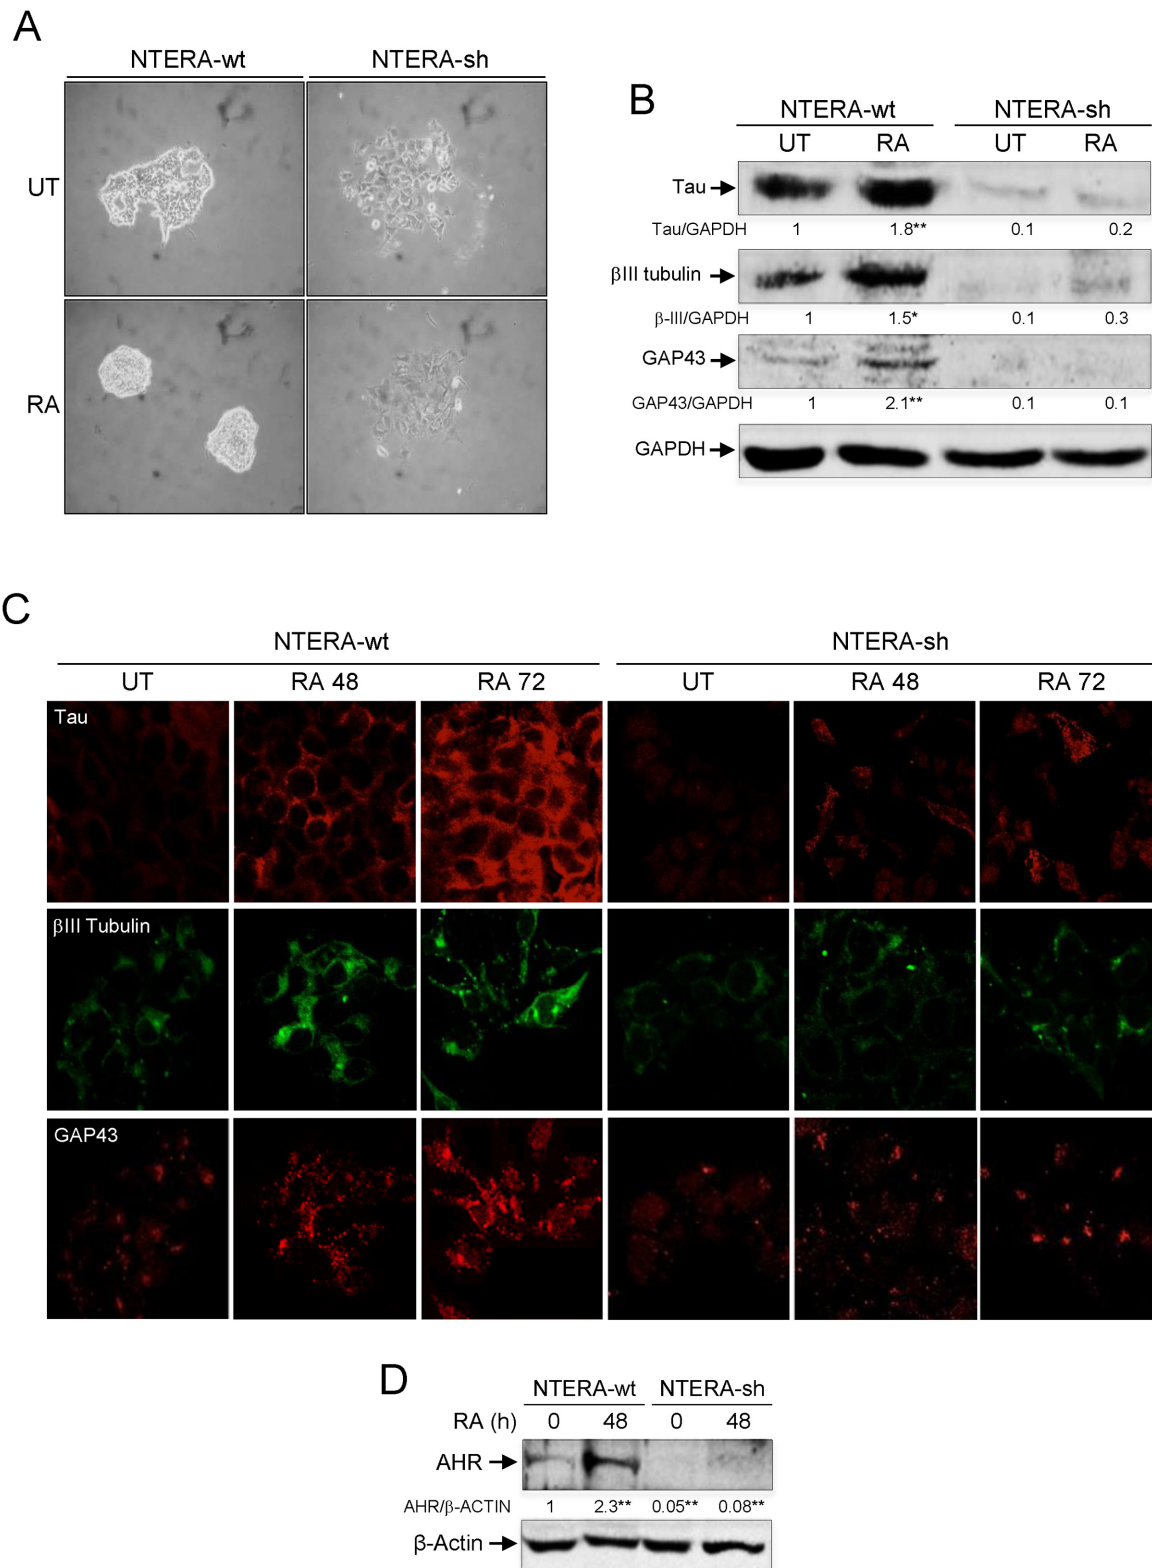 A
NTERA-wt NTERA-sh
UT
RA
B
NTERA-wt NTERA-sh
UT RA UT RA
Tau
Tau/GAPDH 1 1.8** 0.1 0.2
βIII tubulin
β-III/GAPDH 1 1.5* 0.1 0.3
GAP43
GAP43/GAPDH 1 2.1** 0.1 0.1
GAPDH
C
NTERA-wt NTERA-sh
UT RA 48 RA 72 UT RA 48 RA 72
Tau
βIII Tubulin
GAP43
D
NTERA-wt NTERA-sh
RA (h) 0 48 0 48
AHR
AHR/β-ACTIN 1 2.3** 0.05** 0.08**
β-Actin